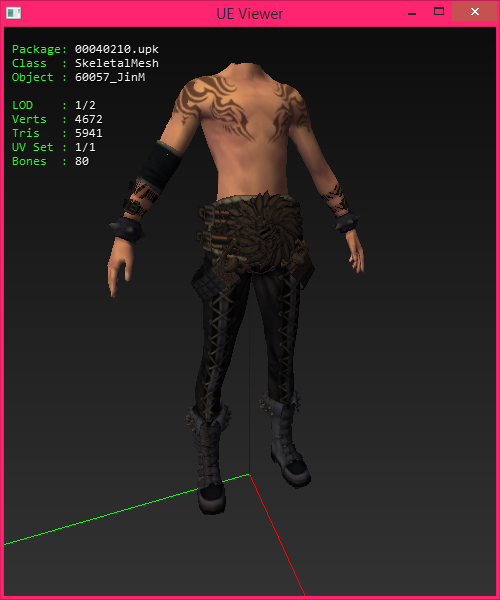 UE Viewer
Package: 00040210.upk
Class : SkeletalMesh
Object : 60057_JinM
LOD : 1/2
Verts : 4672
Tris : 5941
UV Set : 1/1
Bones : 80